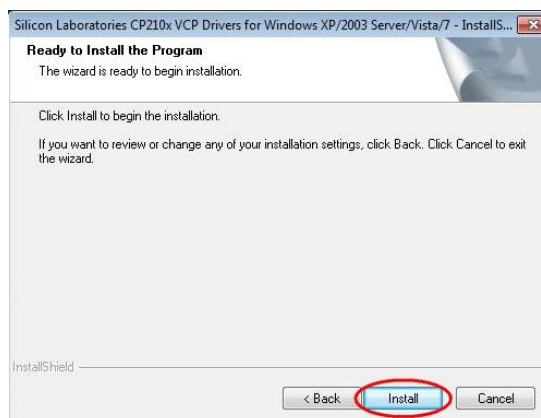 Silicon Laboratories CP210x VCP Drivers for Windows XP/2003 Server/Vista/7 - InstallS...
Ready to Install the Program
The wizard is ready to begin installation.
Click Install to begin the installation.
If you want to review or change any of your installation settings, click Back. Click Cancel to exit
the wizard.
InstallShield
< Back Install Cancel